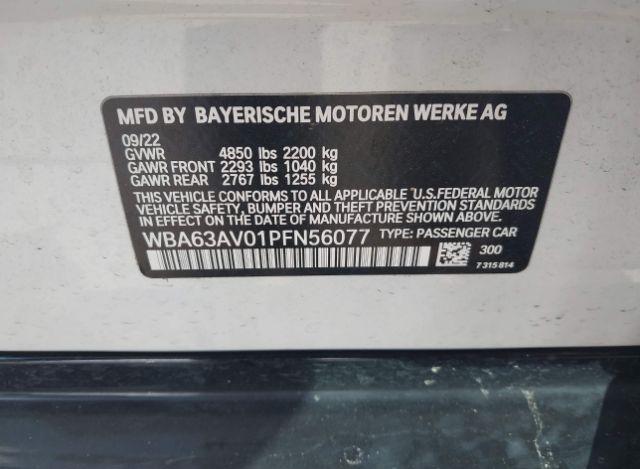 MFD BY BAYERISCHE MOTOREN WERKE AG
09/22
GVWR 4850 lbs 2200 kg
GAWR FRONT 2293 lbs 1040 kg
GAWR REAR 2767 lbs 1255 kg
THIS VEHICLE CONFORMS TO ALL APPLICABLE U.S.FEDERAL MOTOR
VEHICLE SAFETY, BUMPER AND THEFT PREVENTION STANDARDS
IN EFFECT ON THE DATE OF MANUFACTURE SHOWN ABOVE.
WBA63AV01PFN56077 TYPE: PASSENGER CAR
300
7315814